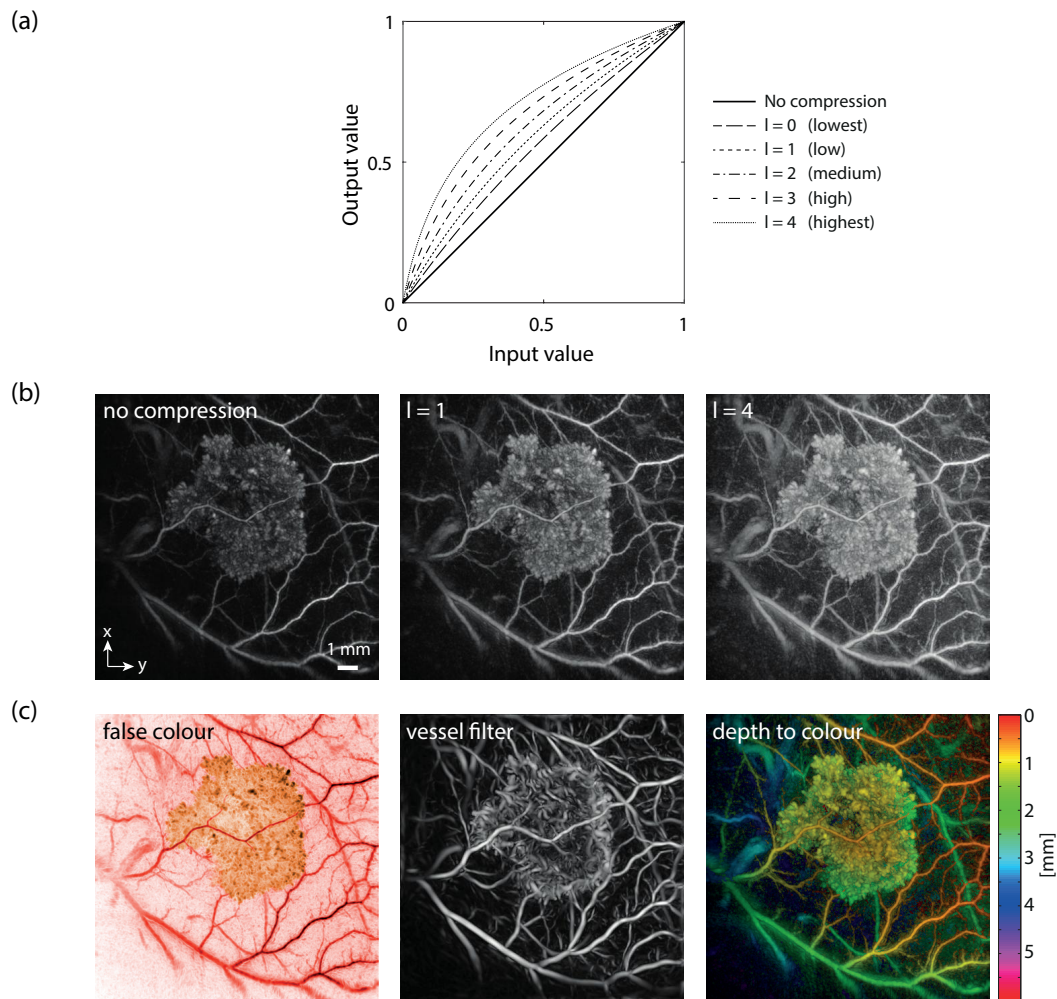 (a)
1
0.5
0
0
0.5
1
Output value
Input value
No compression
l = 0 (lowest)
l = 1 (low)
l = 2 (medium)
l = 3 (high)
l = 4 (highest)
(b)
no compression
l = 1
l = 4
x
y
1 mm
(c)
false colour
vessel filter
depth to colour
0
1
2
3
4
5
[mm]